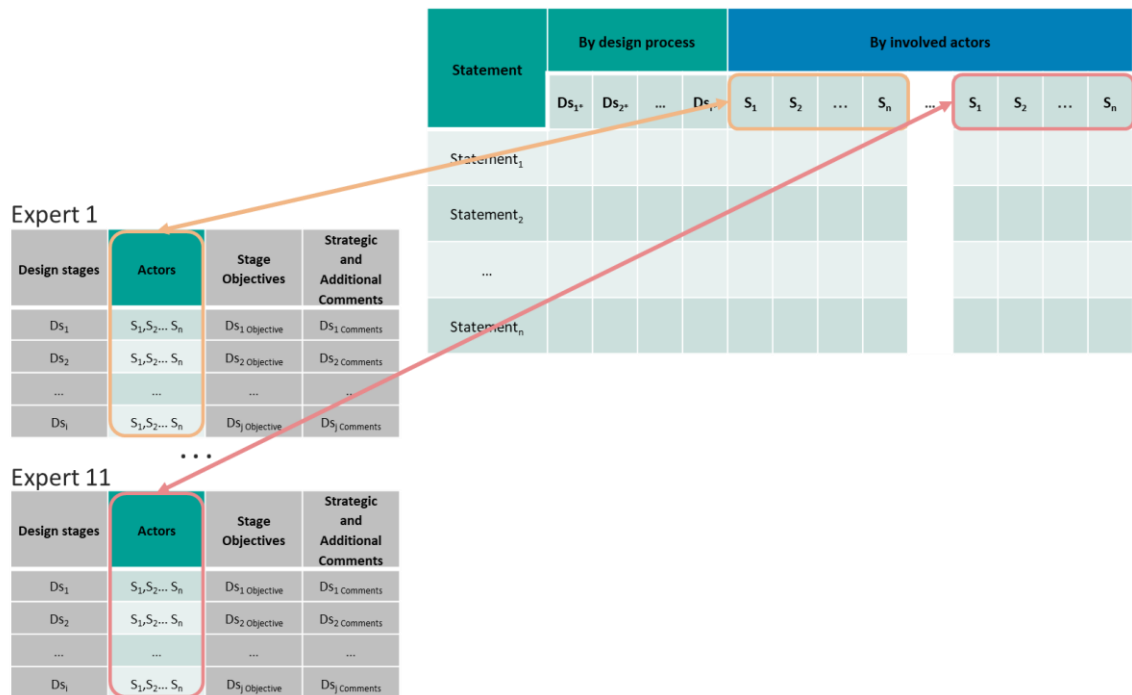 By design process By involved actors
Statement
Ds₁* Ds₂* ... Ds S₁ S₂ ... Sₙ ... S₁ S₂ ... Sₙ
Statement₁
Statement₂
...
Statementₙ
Expert 1
Design stages Actors Stage Objectives Strategic and Additional Comments
Ds₁ S₁,S₂... Sₙ Ds₁ Objective Ds₁ Comments
Ds₂ S₁,S₂... Sₙ Ds₂ Objective Ds₂ Comments
... ... ... ..
Dsᵢ S₁,S₂... Sₙ Dsⱼ Objective Dsⱼ Comments
...
Expert 11
Design stages Actors Stage Objectives Strategic and Additional Comments
Ds₁ S₁,S₂... Sₙ Ds₁ Objective Ds₁ Comments
Ds₂ S₁,S₂... Sₙ Ds₂ Objective Ds₂ Comments
... ... ... ...
Dsᵢ S₁,S₂... Sₙ Dsⱼ Objective Dsⱼ Comments